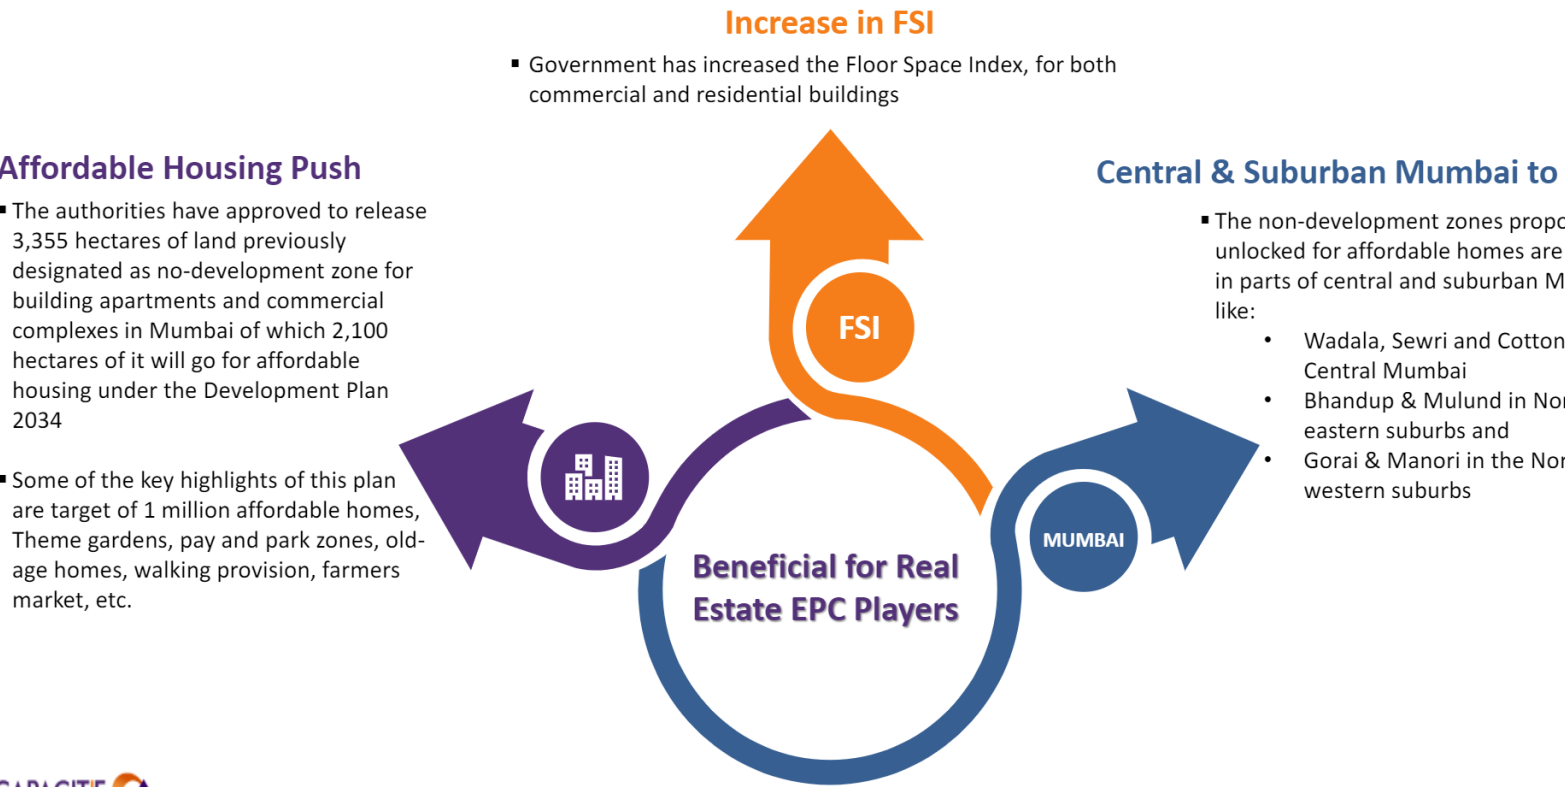 Increase in FSI
▪ Government has increased the Floor Space Index, for both
commercial and residential buildings
Affordable Housing Push
▪ The authorities have approved to release
3,355 hectares of land previously
designated as no-development zone for
building apartments and commercial
complexes in Mumbai of which 2,100
hectares of it will go for affordable
housing under the Development Plan
2034
▪ Some of the key highlights of this plan
are target of 1 million affordable homes,
Theme gardens, pay and park zones, old-
age homes, walking provision, farmers
market, etc.
Central & Suburban Mumbai to
▪ The non-development zones
unlocked for affordable homes are
in parts of central and suburban
like:
• Wadala, Sewri and Cotton
Central Mumbai
• Bhandup & Mulund in
eastern suburbs and
• Gorai & Manori in the
western suburbs
FSI
MUMBAI
Beneficial for Real
Estate EPC Players